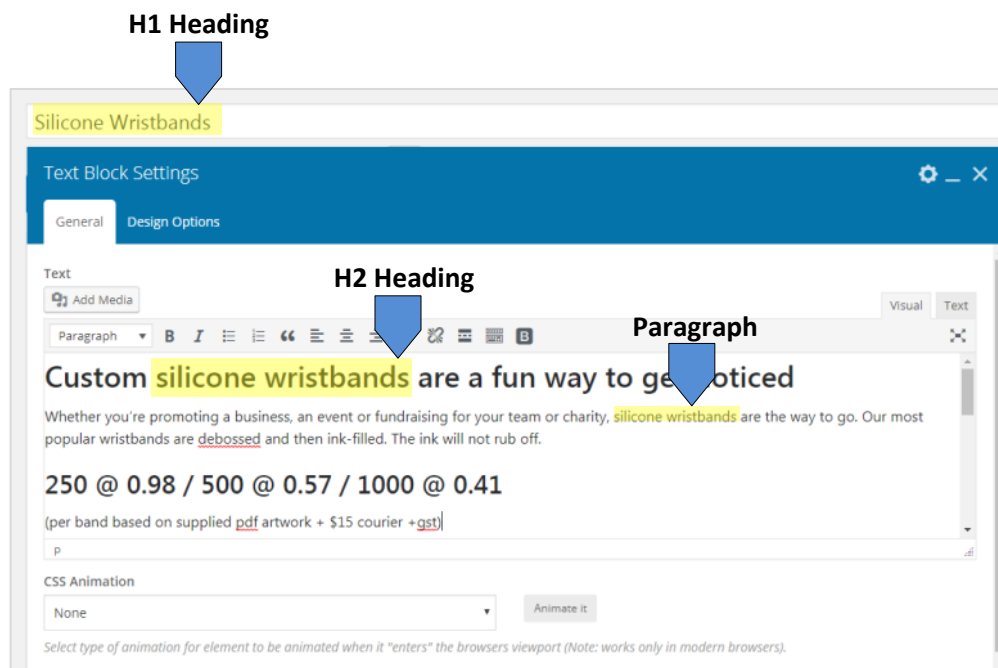 H1 Heading
Silicone Wristbands
Text Block Settings
General Design Options
Text
H2 Heading
Add Media
Visual Text
Paragraph
Paragraph B I
Custom silicone wristbands are a fun way to get noticed
Whether you're promoting a business, an event or fundraising for your team or charity, silicone wristbands are the way to go. Our most
popular wristbands are debossed and then ink-filled. The ink will not rub off.
250 @ 0.98 / 500 @ 0.57 / 1000 @ 0.41
(per band based on supplied pdf artwork + $15 courier +gst)
P
CSS Animation
None Animate it
Select type of animation for element to be animated when it "enters" the browsers viewport (Note: works only in modern browsers).